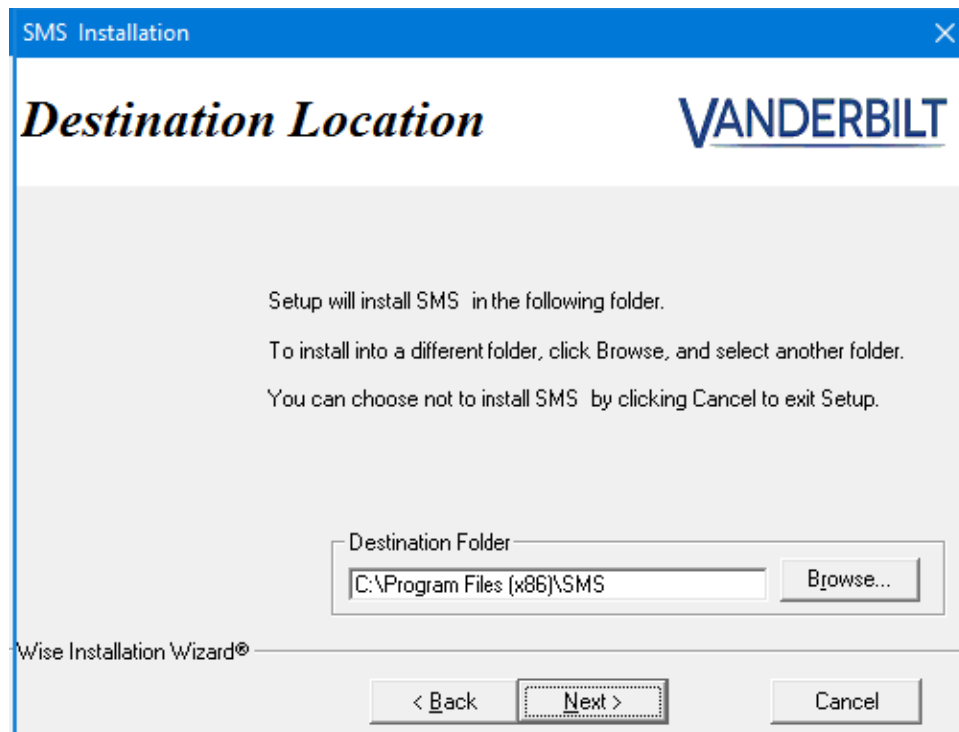 SMS Installation
Destination Location
VANDERBILT
Setup will install SMS in the following folder.
To install into a different folder, click Browse, and select another folder.
You can choose not to install SMS by clicking Cancel to exit Setup.
Destination Folder
C:\Program Files (x86)\SMS
Browse...
Wise Installation Wizard®
< Back
Next >
Cancel